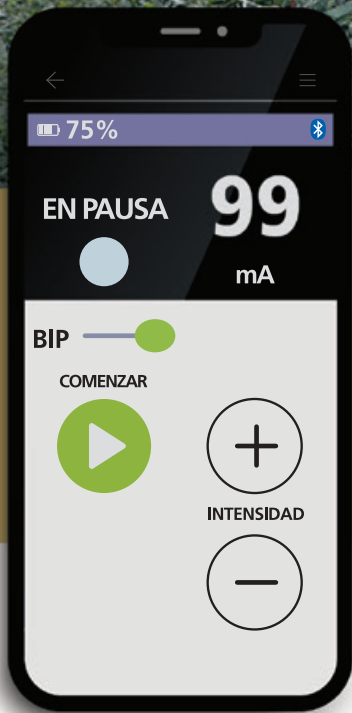 75%
EN PAUSA
99
mA
BIP
COMENZAR
INTENSIDAD